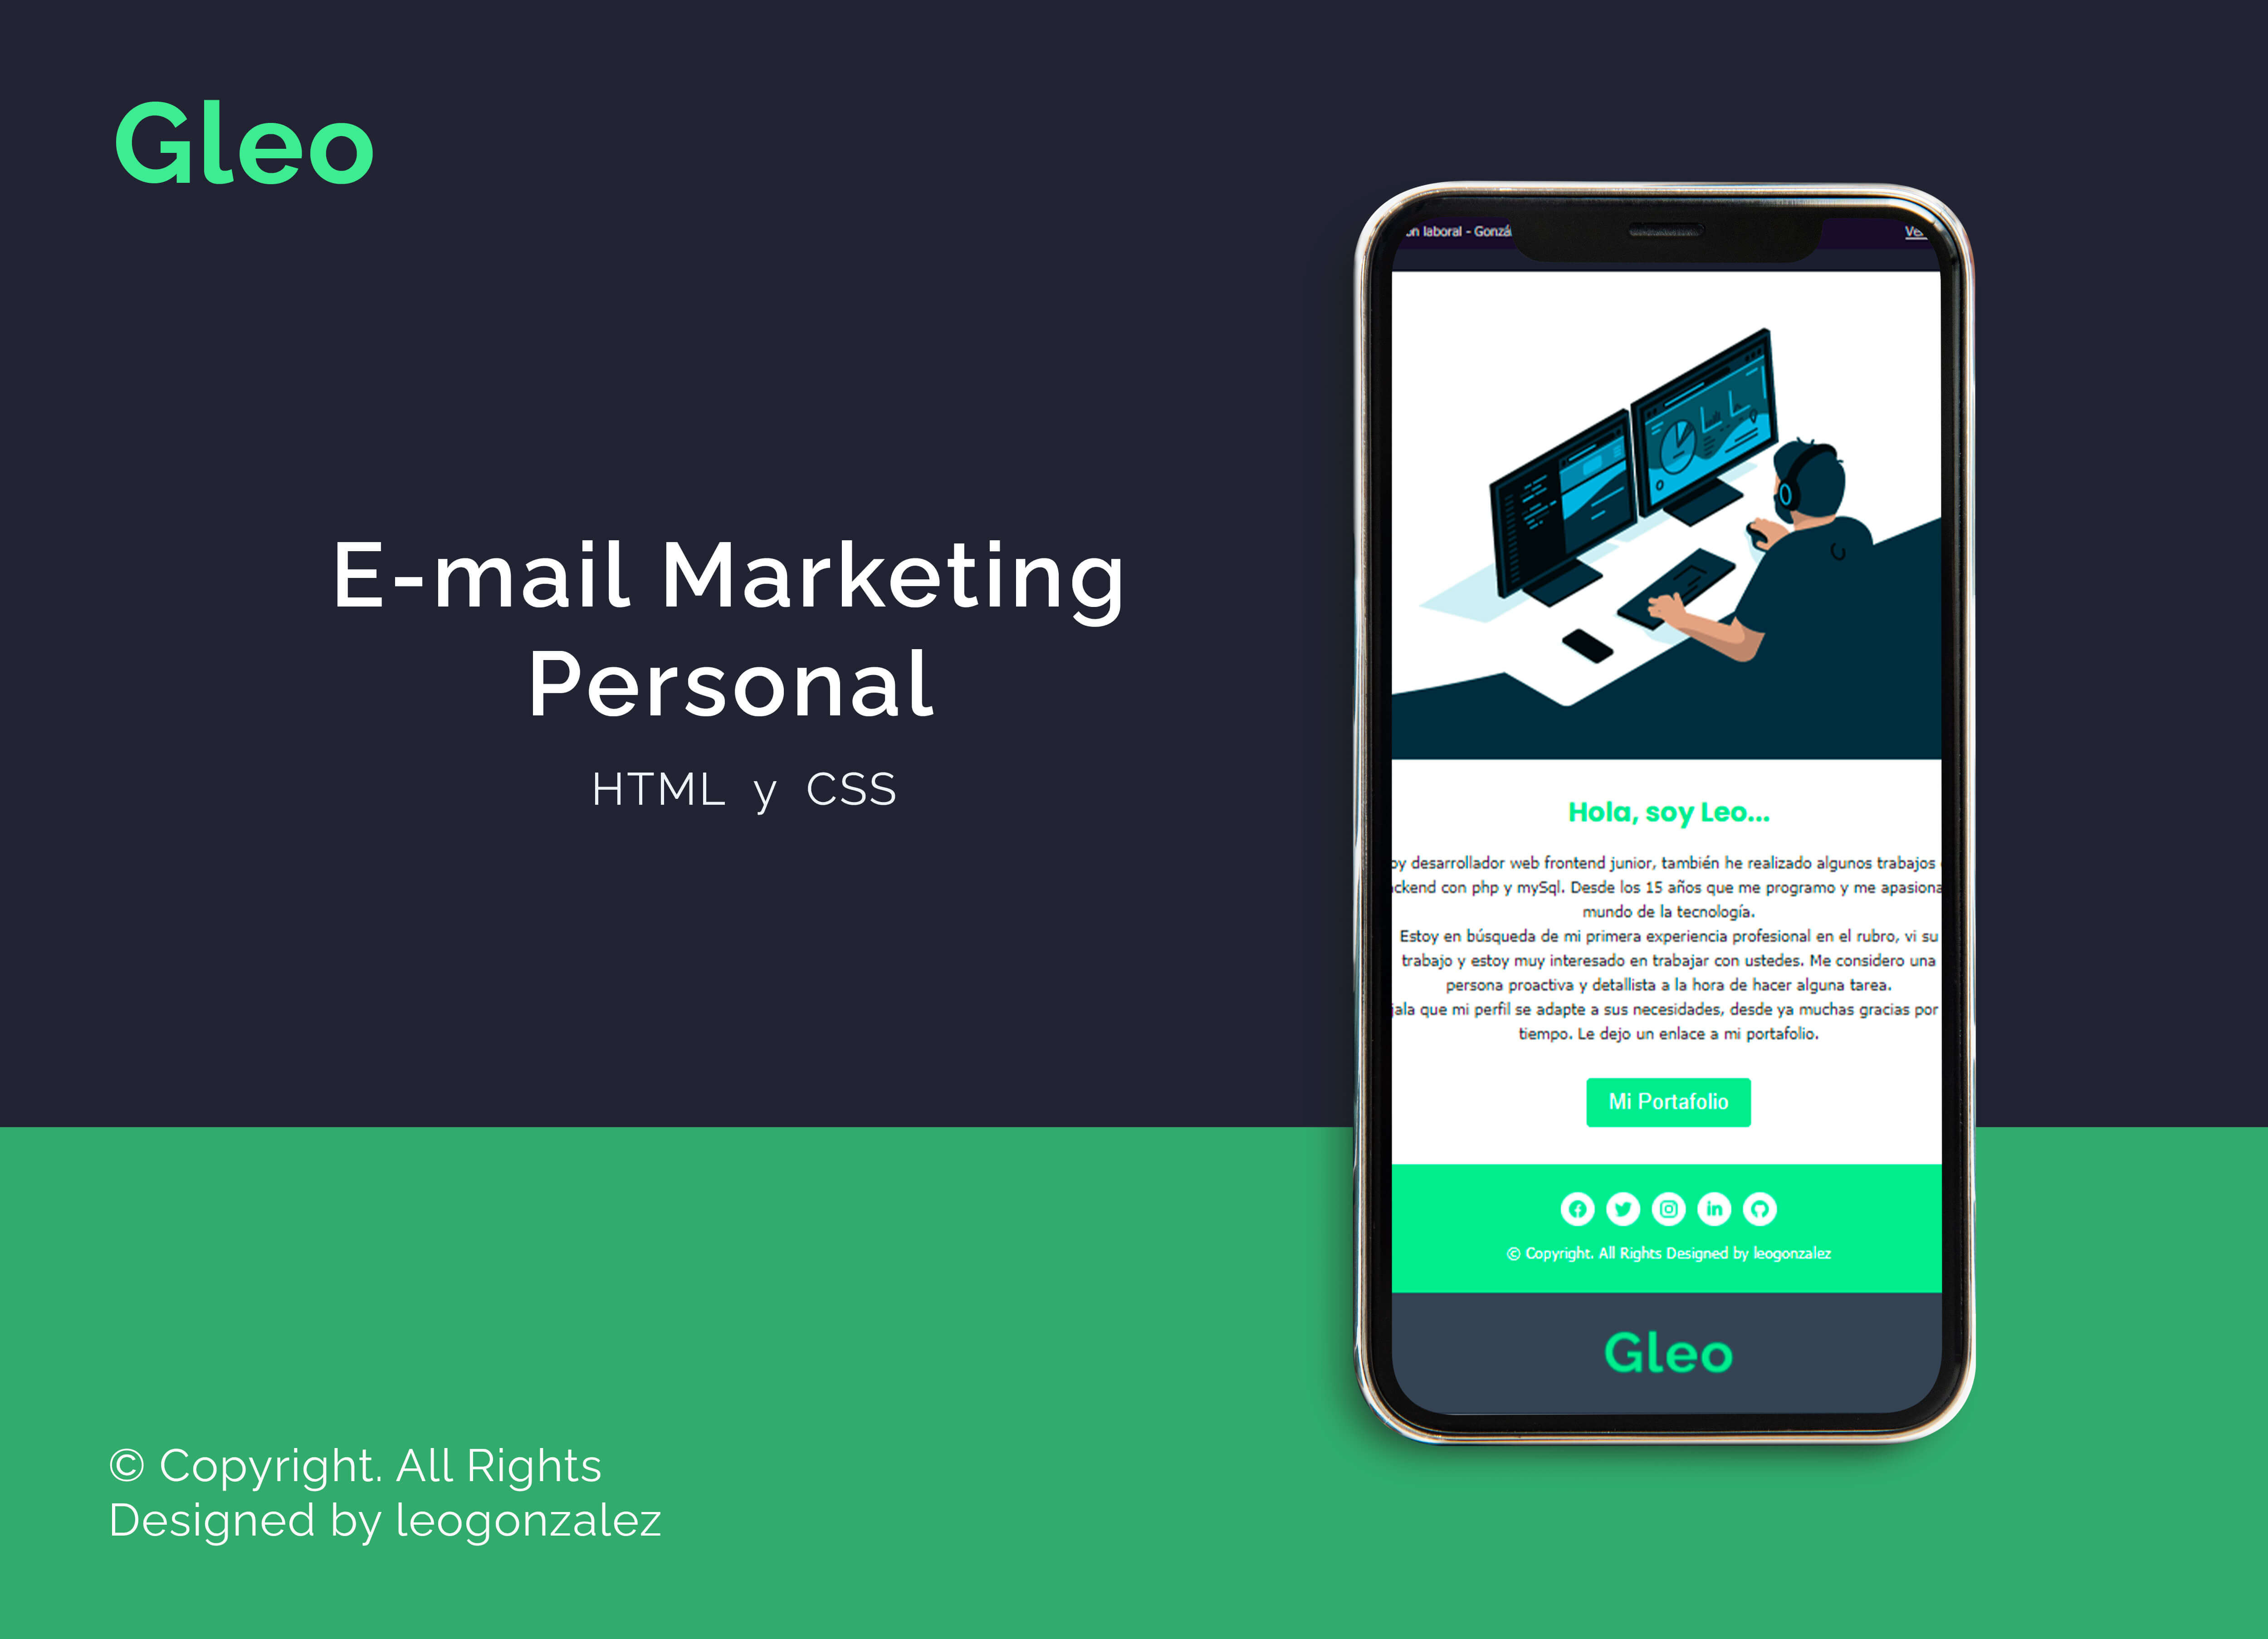 Gleo
E-mail Marketing
Personal
HTML y CSS
© Copyright. All Rights
Designed by leogonzalez
laboral - Gonzá
Hola, soy Leo...
desarrollador web frontend junior, también he realizado algunos trabajos
con php y mySql. Desde los 15 años que me programo y me apasiona
mundo de la tecnología.
Estoy en búsqueda de mi primera experiencia profesional en el rubro, vi su
trabajo y estoy muy interesado en trabajar con ustedes. Me considero una
persona proactiva y detallista a la hora de hacer alguna tarea.
que mi perfil se adapte a sus necesidades, desde ya muchas gracias por
tiempo. Le dejo un enlace a mi portafolio.
Mi Portafolio
© Copyright. All Rights Designed by leogonzalez
Gleo